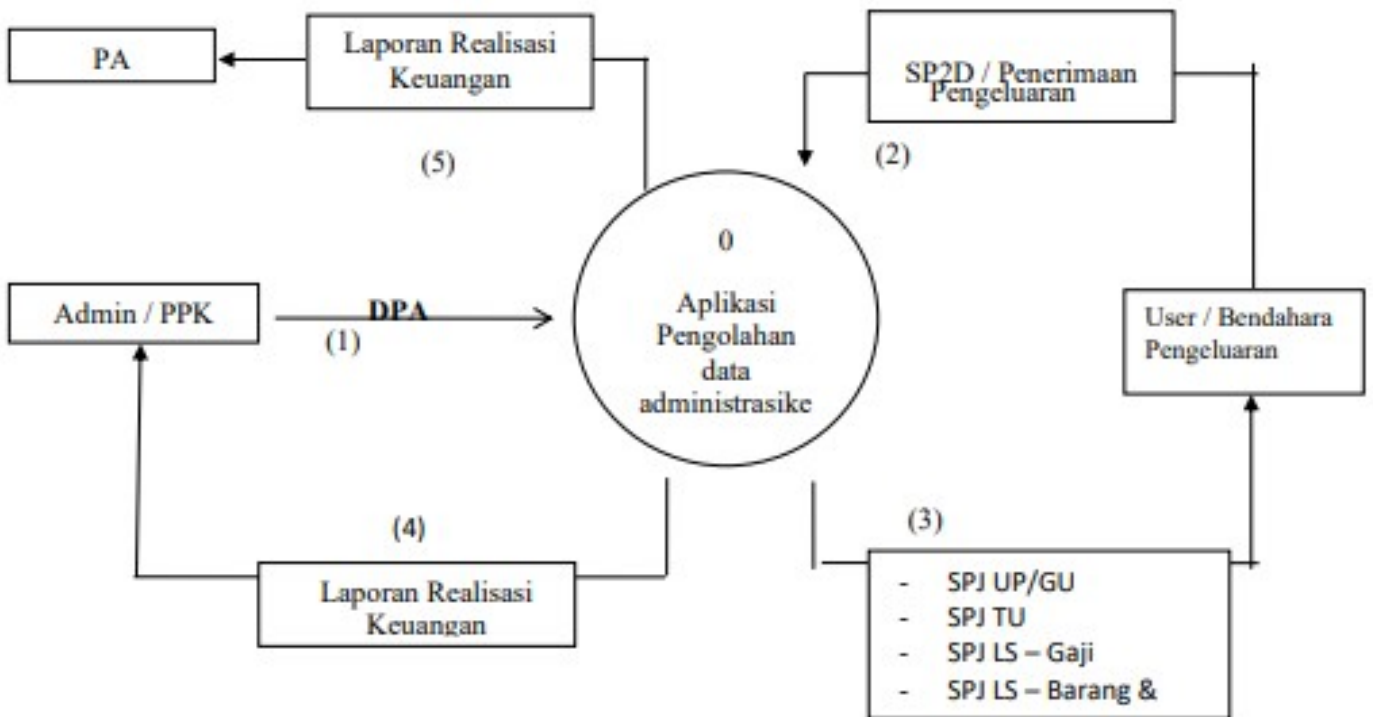 PA
Laporan Realisasi
Keuangan
(5)
SP2D / Penerimaan
Pengeluaran
(2)
0
Aplikasi
Pengolahan
data
administrasike
Admin / PPK
DPA
(1)
User / Bendahara
Pengeluaran
(4)
Laporan Realisasi
Keuangan
(3)
- SPJ UP/GU
- SPJ TU
- SPJ LS – Gaji
- SPJ LS – Barang &